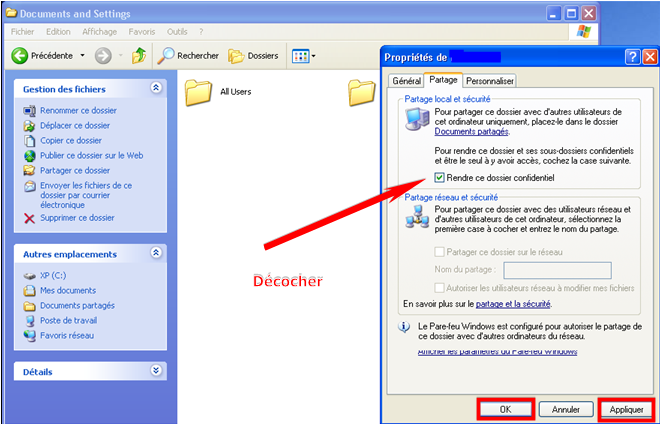 Documents and Settings
Fichier Edition Affichage Favoris Outils ?
Précédente Rechercher Dossiers
Gestion des fichiers
Renommer ce dossier
Déplacer ce dossier
Copier ce dossier
Publier ce dossier sur le Web
Partager ce dossier
Envoyer les fichiers de ce
dossier par courrier
électronique
Supprimer ce dossier
Autres emplacements
XP (C:)
Mes documents
Documents partagés
Poste de travail
Favoris réseau
Détails
All Users
Décocher
Propriétés de
Général Partage Personnaliser
Partage local et sécurité
Pour partager ce dossier avec d'autres utilisateurs de
cet ordinateur uniquement, placez-le dans le dossier
Documents partagés.
Pour rendre ce dossier et ses sous-dossiers confidentiels
et être le seul à y avoir accès, cochez la case suivante.
Rendre ce dossier confidentiel
Partage réseau et sécurité
Pour partager ce dossier avec des utilisateurs réseau et
d'autres utilisateurs de cet ordinateur, sélectionnez la
première case à cocher et entrez le nom du partage.
Partager ce dossier sur le réseau
Nom du partage :
Autoriser les utilisateurs réseau à modifier mes fichiers
En savoir plus sur le partage et la sécurité.
Le Pare-feu Windows est configuré pour autoriser le partage de
ce dossier avec d'autres ordinateurs du réseau.
Afficher les paramètres du Pare-feu Windows
OK Annuler Appliquer